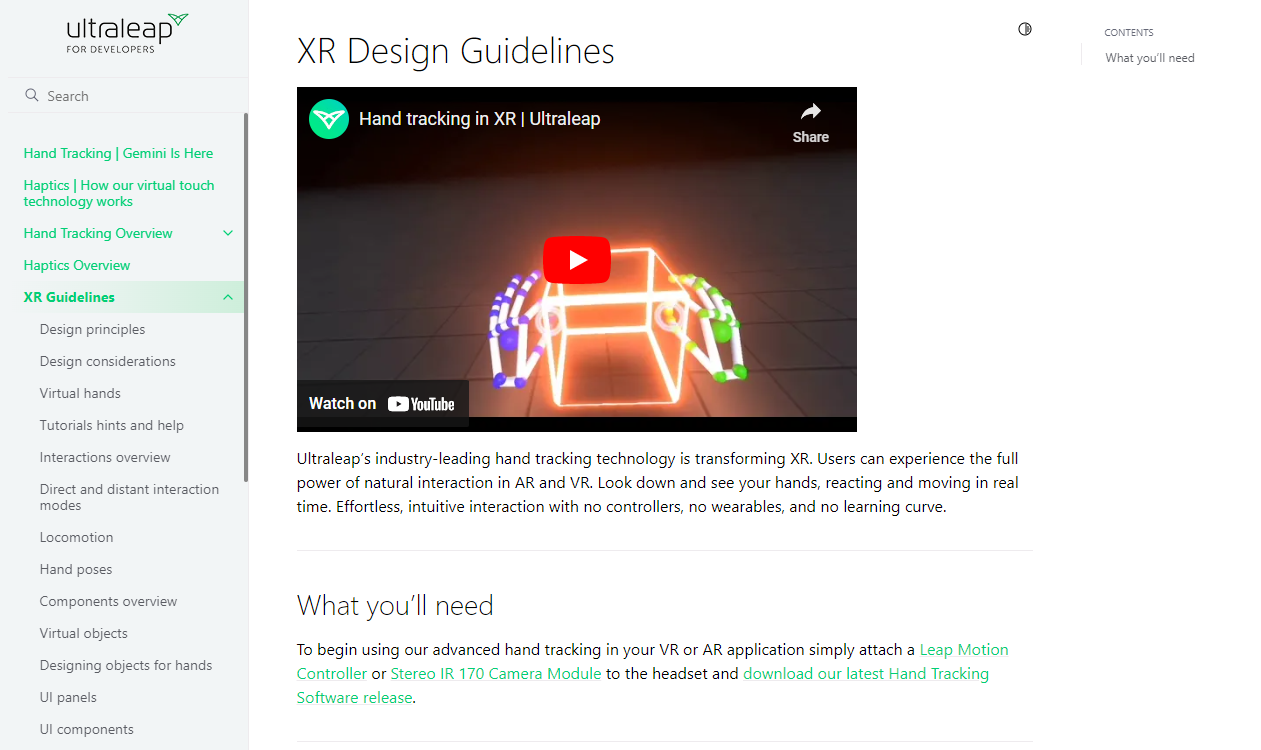 ultraleap
FOR DEVELOPERS
Search
Hand Tracking | Gemini Is Here
Haptics | How our virtual touch
technology works
Hand Tracking Overview
Haptics Overview
XR Guidelines
Design principles
Design considerations
Virtual hands
Tutorials hints and help
Interactions overview
Direct and distant interaction
modes
Locomotion
Hand poses
Components overview
Virtual objects
Designing objects for hands
UI panels
UI components
XR Design Guidelines
Hand tracking in XR | Ultraleap
Share
Watch on YouTube
Ultraleap’s industry-leading hand tracking technology is transforming XR. Users can experience the full
power of natural interaction in AR and VR. Look down and see your hands, reacting and moving in real
time. Effortless, intuitive interaction with no controllers, no wearables, and no learning curve.
What you’ll need
To begin using our advanced hand tracking in your VR or AR application simply attach a Leap Motion
Controller or Stereo IR 170 Camera Module to the headset and download our latest Hand Tracking
Software release.
CONTENTS
What you’ll need